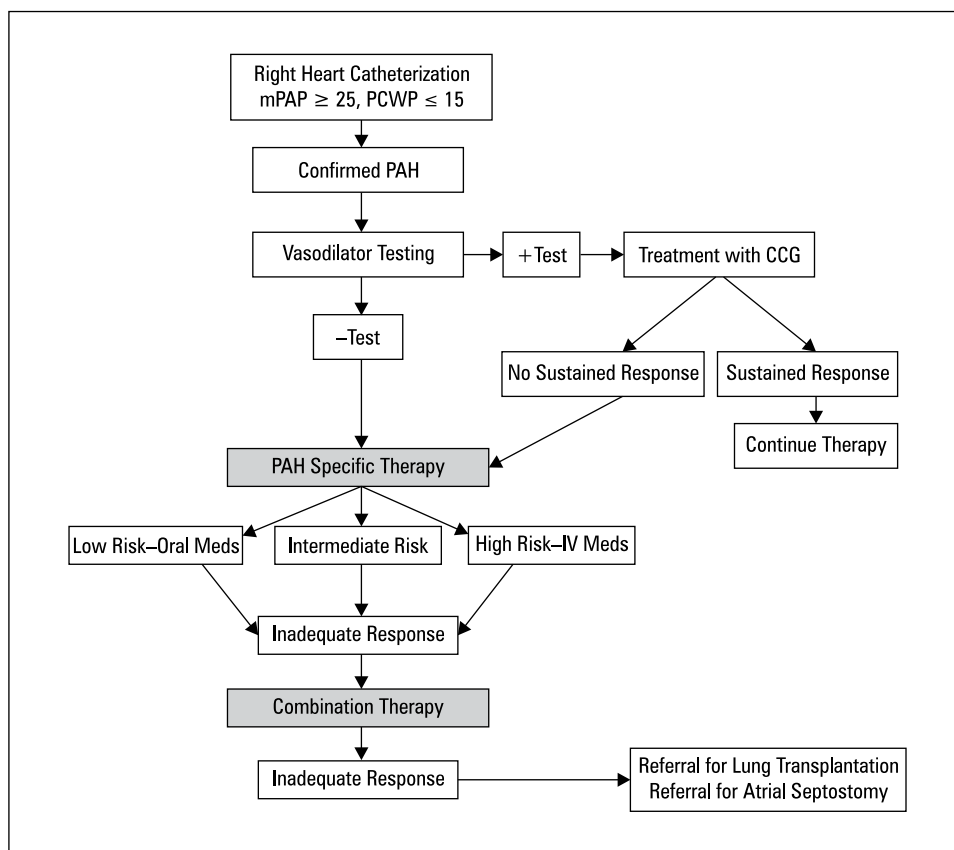 Right Heart Catheterization
mPAP ≥ 25, PCWP ≤ 15
Confirmed PAH
Vasodilator Testing
+Test
Treatment with CCG
–Test
No Sustained Response
Sustained Response
Continue Therapy
PAH Specific Therapy
Low Risk–Oral Meds
Intermediate Risk
High Risk–IV Meds
Inadequate Response
Combination Therapy
Inadequate Response
Referral for Lung Transplantation
Referral for Atrial Septostomy